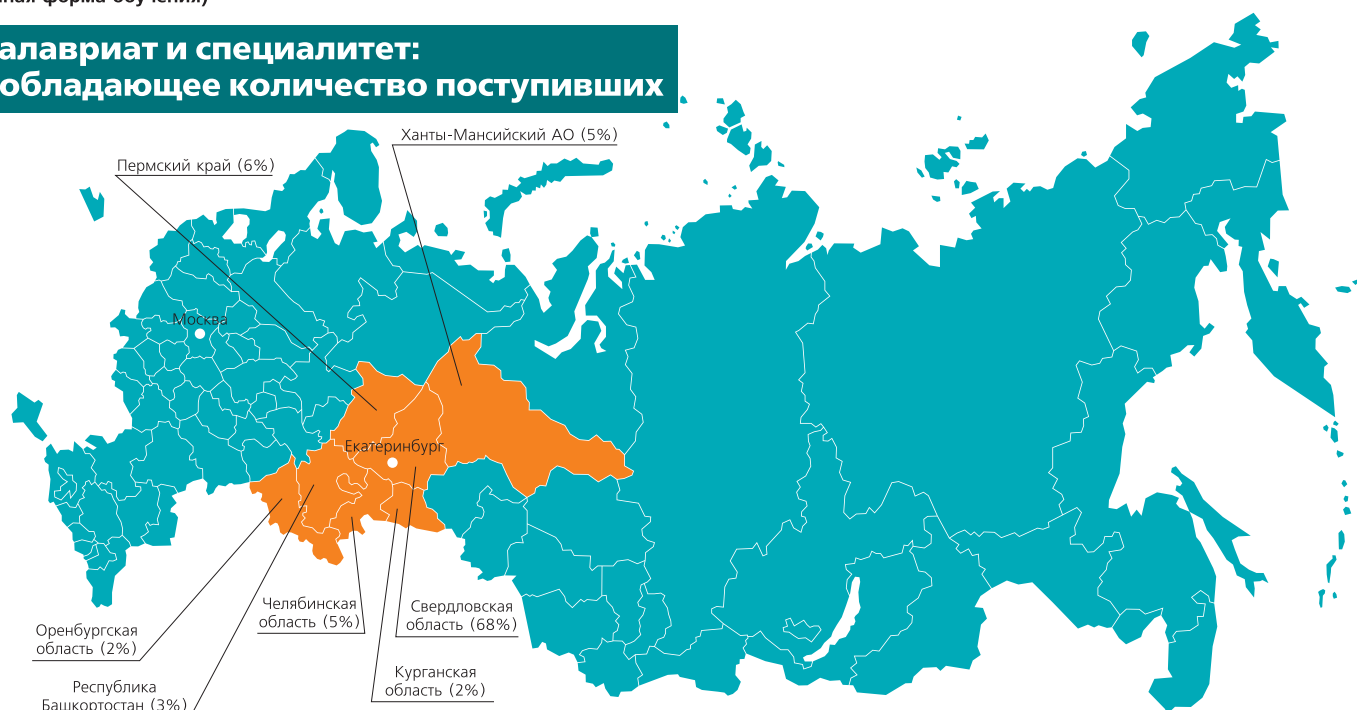 алавриат и специалитет:
обладающее количество поступивших
Ханты-Мансийский АО (5%)
Пермский край (6%)
Москва
Екатеринбург
Челябинская
область (5%)
Свердловская
область (68%)
Оренбургская
область (2%)
Курганская
область (2%)
Республика
Башкортостан (3%)